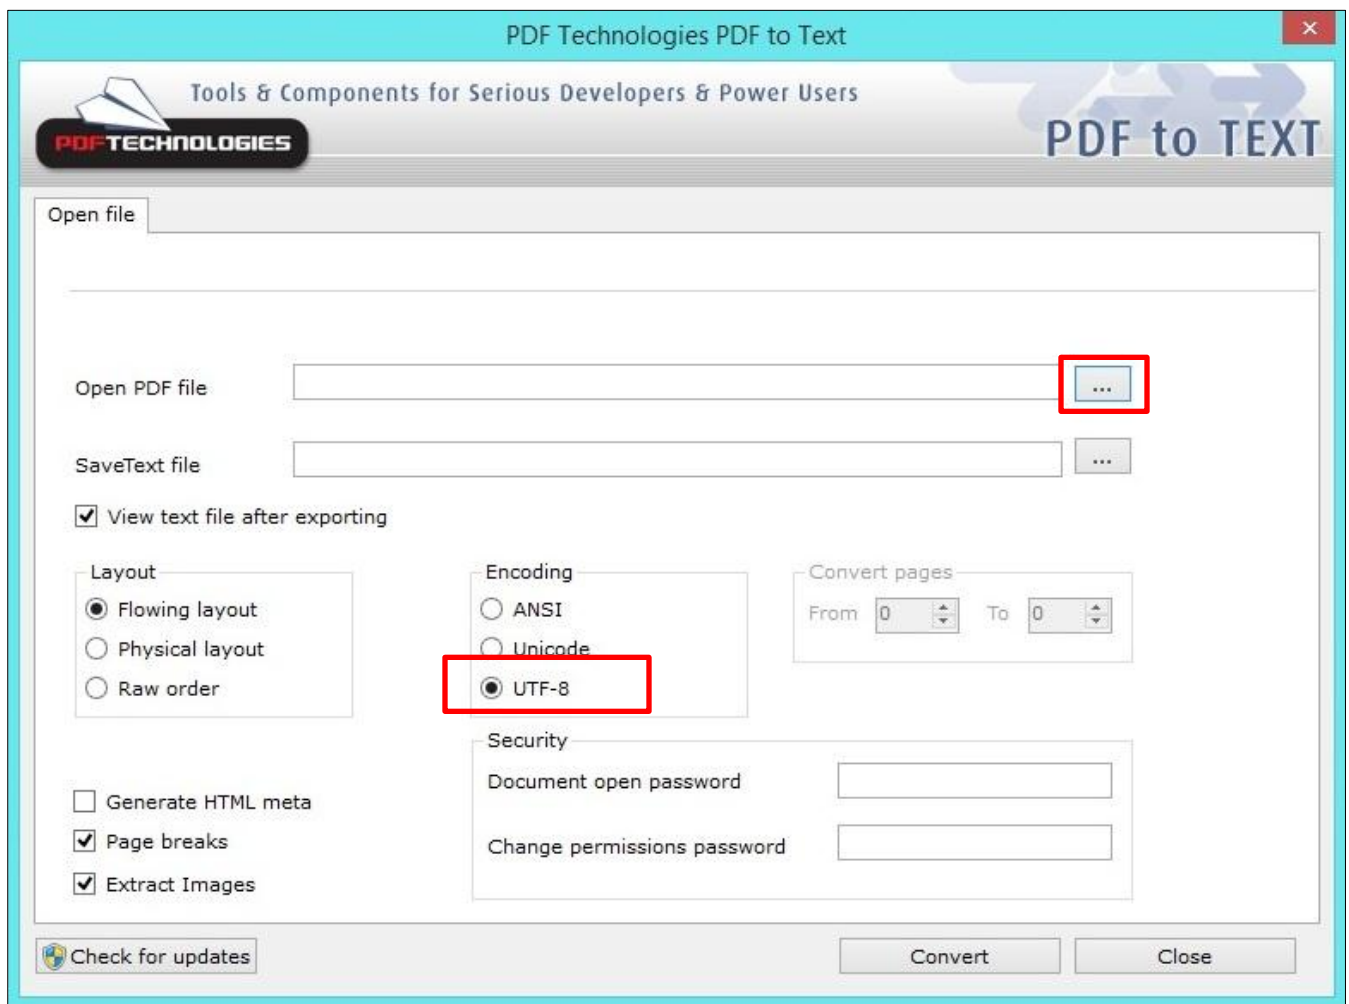 PDF Technologies PDF to Text
×
Tools & Components for Serious Developers & Power Users
PDFTECHNOLOGIES
PDF to TEXT
Open file
Open PDF file
...
SaveText file
...
View text file after exporting
Layout
Encoding
Convert pages
Flowing layout
ANSI
From 0 To 0
Physical layout
Unicode
Raw order
UTF-8
Security
Document open password
Generate HTML meta
Page breaks
Change permissions password
Extract Images
Check for updates
Convert
Close